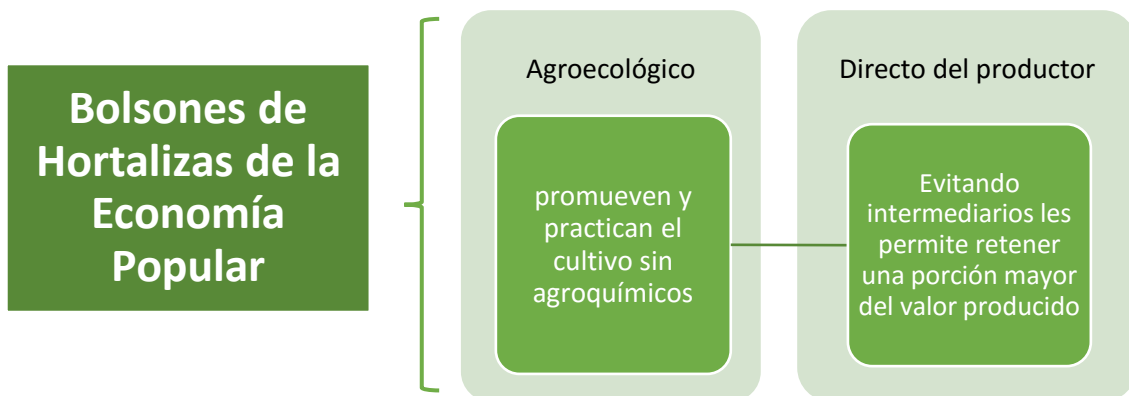 Bolsones de
Hortalizas de la
Economía
Popular
Agroecológico
promueven y
practican el
cultivo sin
agroquímicos
Directo del productor
Evitando
intermediarios les
permite retener
una porción mayor
del valor producido